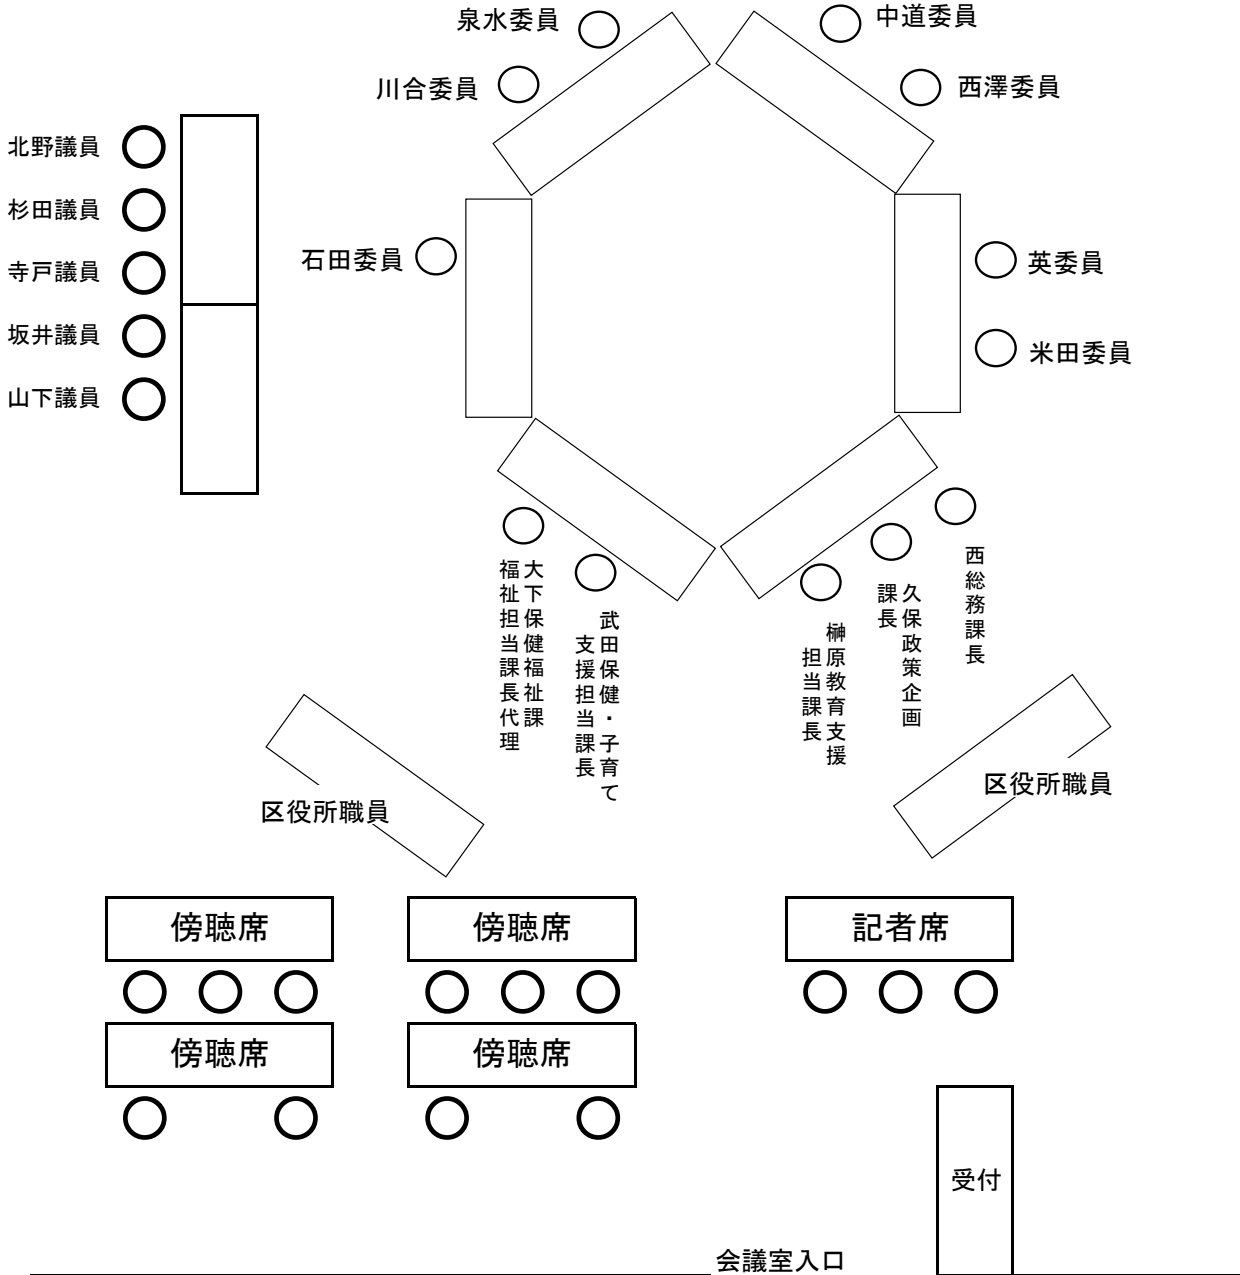 泉水委員
中道委員
川合委員
西澤委員
北野議員
杉田議員
寺戸議員
坂井議員
山下議員
石田委員
英委員
米田委員
大下保健福祉課
福祉担当課長代理
武田保健・子育て
支援担当課長
榊原教育支援
担当課長
久保政策企画
課長
西総務課長
区役所職員
区役所職員
傍聴席
傍聴席
記者席
傍聴席
傍聴席
受付
会議室入口